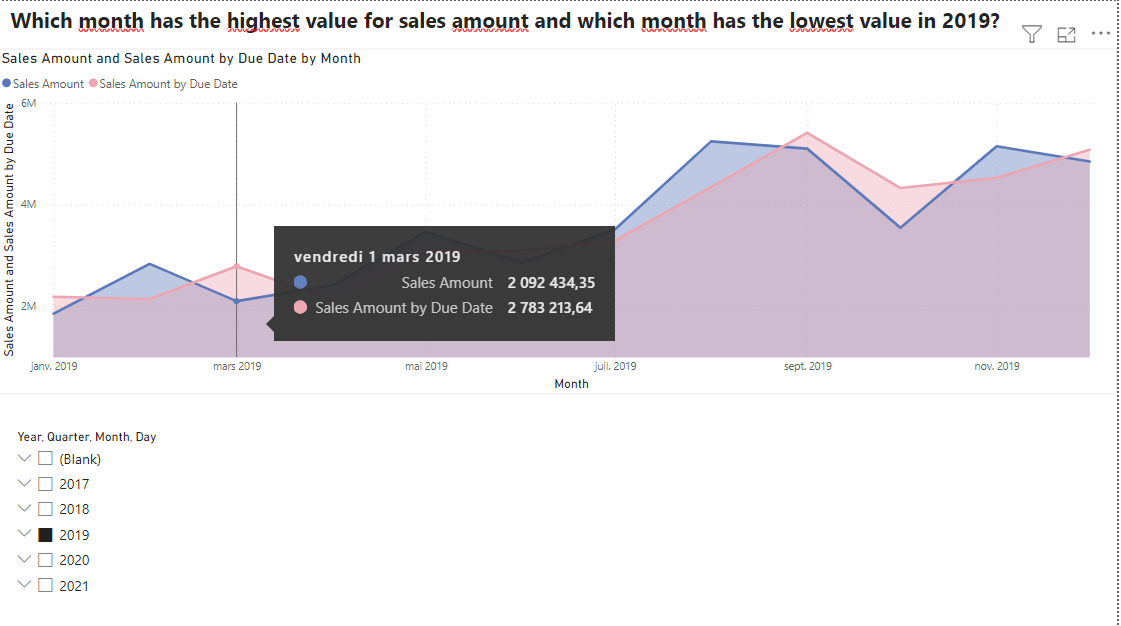 Which month has the highest value for sales amount and which month has the lowest value in 2019?
Sales Amount and Sales Amount by Due Date by Month
Sales Amount Sales Amount by Due Date
Sales Amount and Sales Amount by Due Date
6M
4M
2M
vendredi 1 mars 2019
Sales Amount 2 092 434,35
Sales Amount by Due Date 2 783 213,64
janv. 2019 mars 2019 mai 2019 juil. 2019 sept. 2019 nov. 2019
Month
Year, Quarter, Month, Day
(Blank)
2017
2018
2019
2020
2021